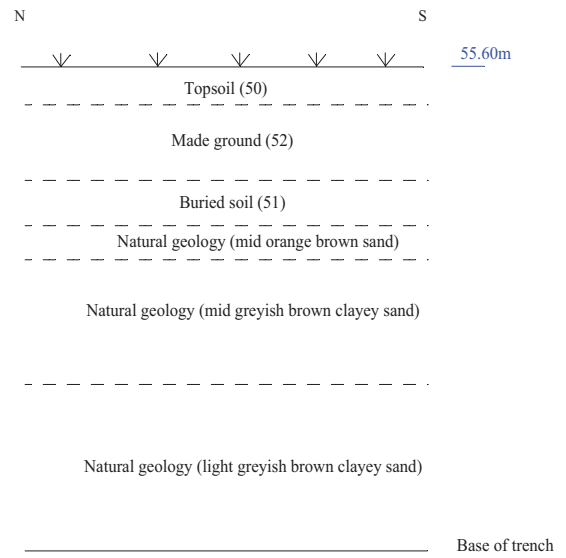 N
S
55.60m
Topsoil (50)
Made ground (52)
Buried soil (51)
Natural geology (mid orange brown sand)
Natural geology (mid greyish brown clayey sand)
Natural geology (light greyish brown clayey sand)
Base of trench